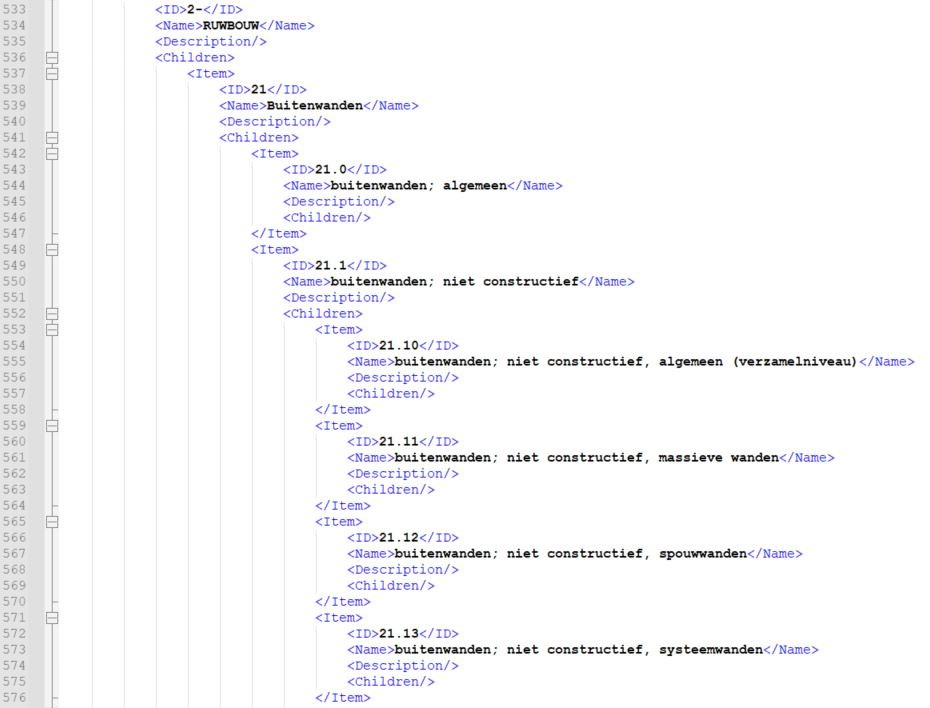 533 <ID>2-</ID>
534 <Name>RUWBOUW</Name>
535 <Description/>
536 <Children>
537 <Item>
538 <ID>21</ID>
539 <Name>Buitenwanden</Name>
540 <Description/>
541 <Children>
542 <Item>
543 <ID>21.0</ID>
544 <Name>buitenwanden; algemeen</Name>
545 <Description/>
546 <Children/>
547 </Item>
548 <Item>
549 <ID>21.1</ID>
550 <Name>buitenwanden; niet constructief</Name>
551 <Description/>
552 <Children>
553 <Item>
554 <ID>21.10</ID>
555 <Name>buitenwanden; niet constructief, algemeen (verzamelniveau)</Name>
556 <Description/>
557 <Children/>
558 </Item>
559 <Item>
560 <ID>21.11</ID>
561 <Name>buitenwanden; niet constructief, massieve wanden</Name>
562 <Description/>
563 <Children/>
564 </Item>
565 <Item>
566 <ID>21.12</ID>
567 <Name>buitenwanden; niet constructief, spouwwanden</Name>
568 <Description/>
569 <Children/>
570 </Item>
571 <Item>
572 <ID>21.13</ID>
573 <Name>buitenwanden; niet constructief, systeemwanden</Name>
574 <Description/>
575 <Children/>
576 </Item>